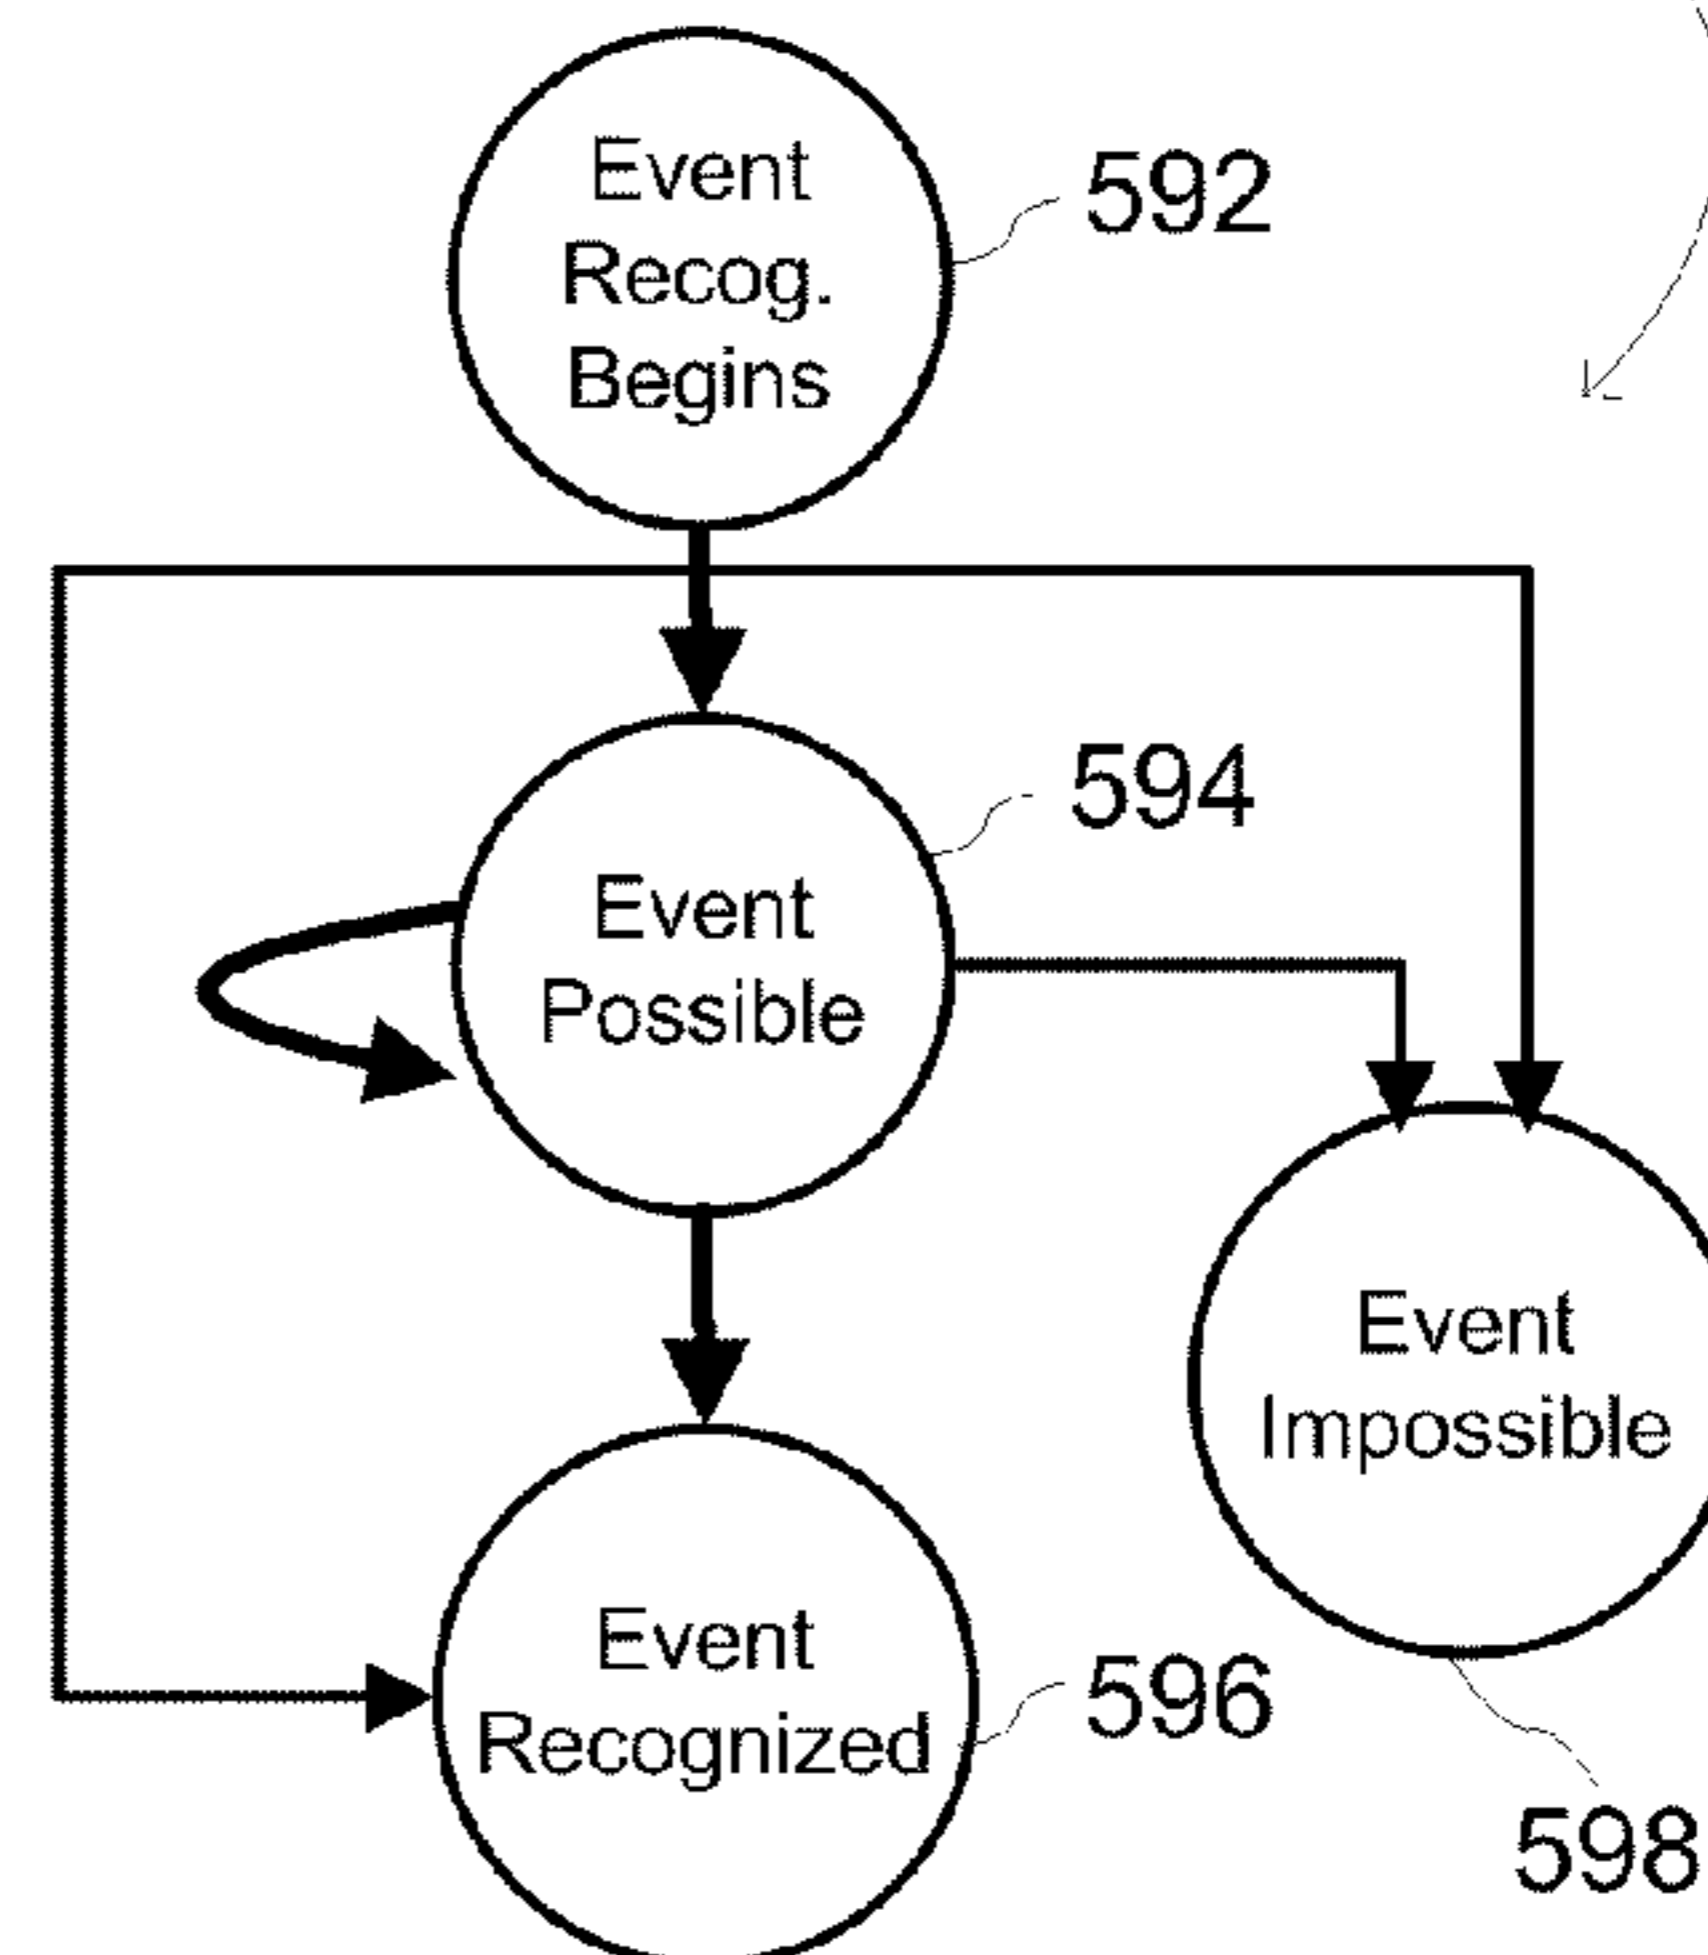 Event
Recog.
Begins
592
594
Event
Possible
Event
Impossible
Event
Recognized
596
598